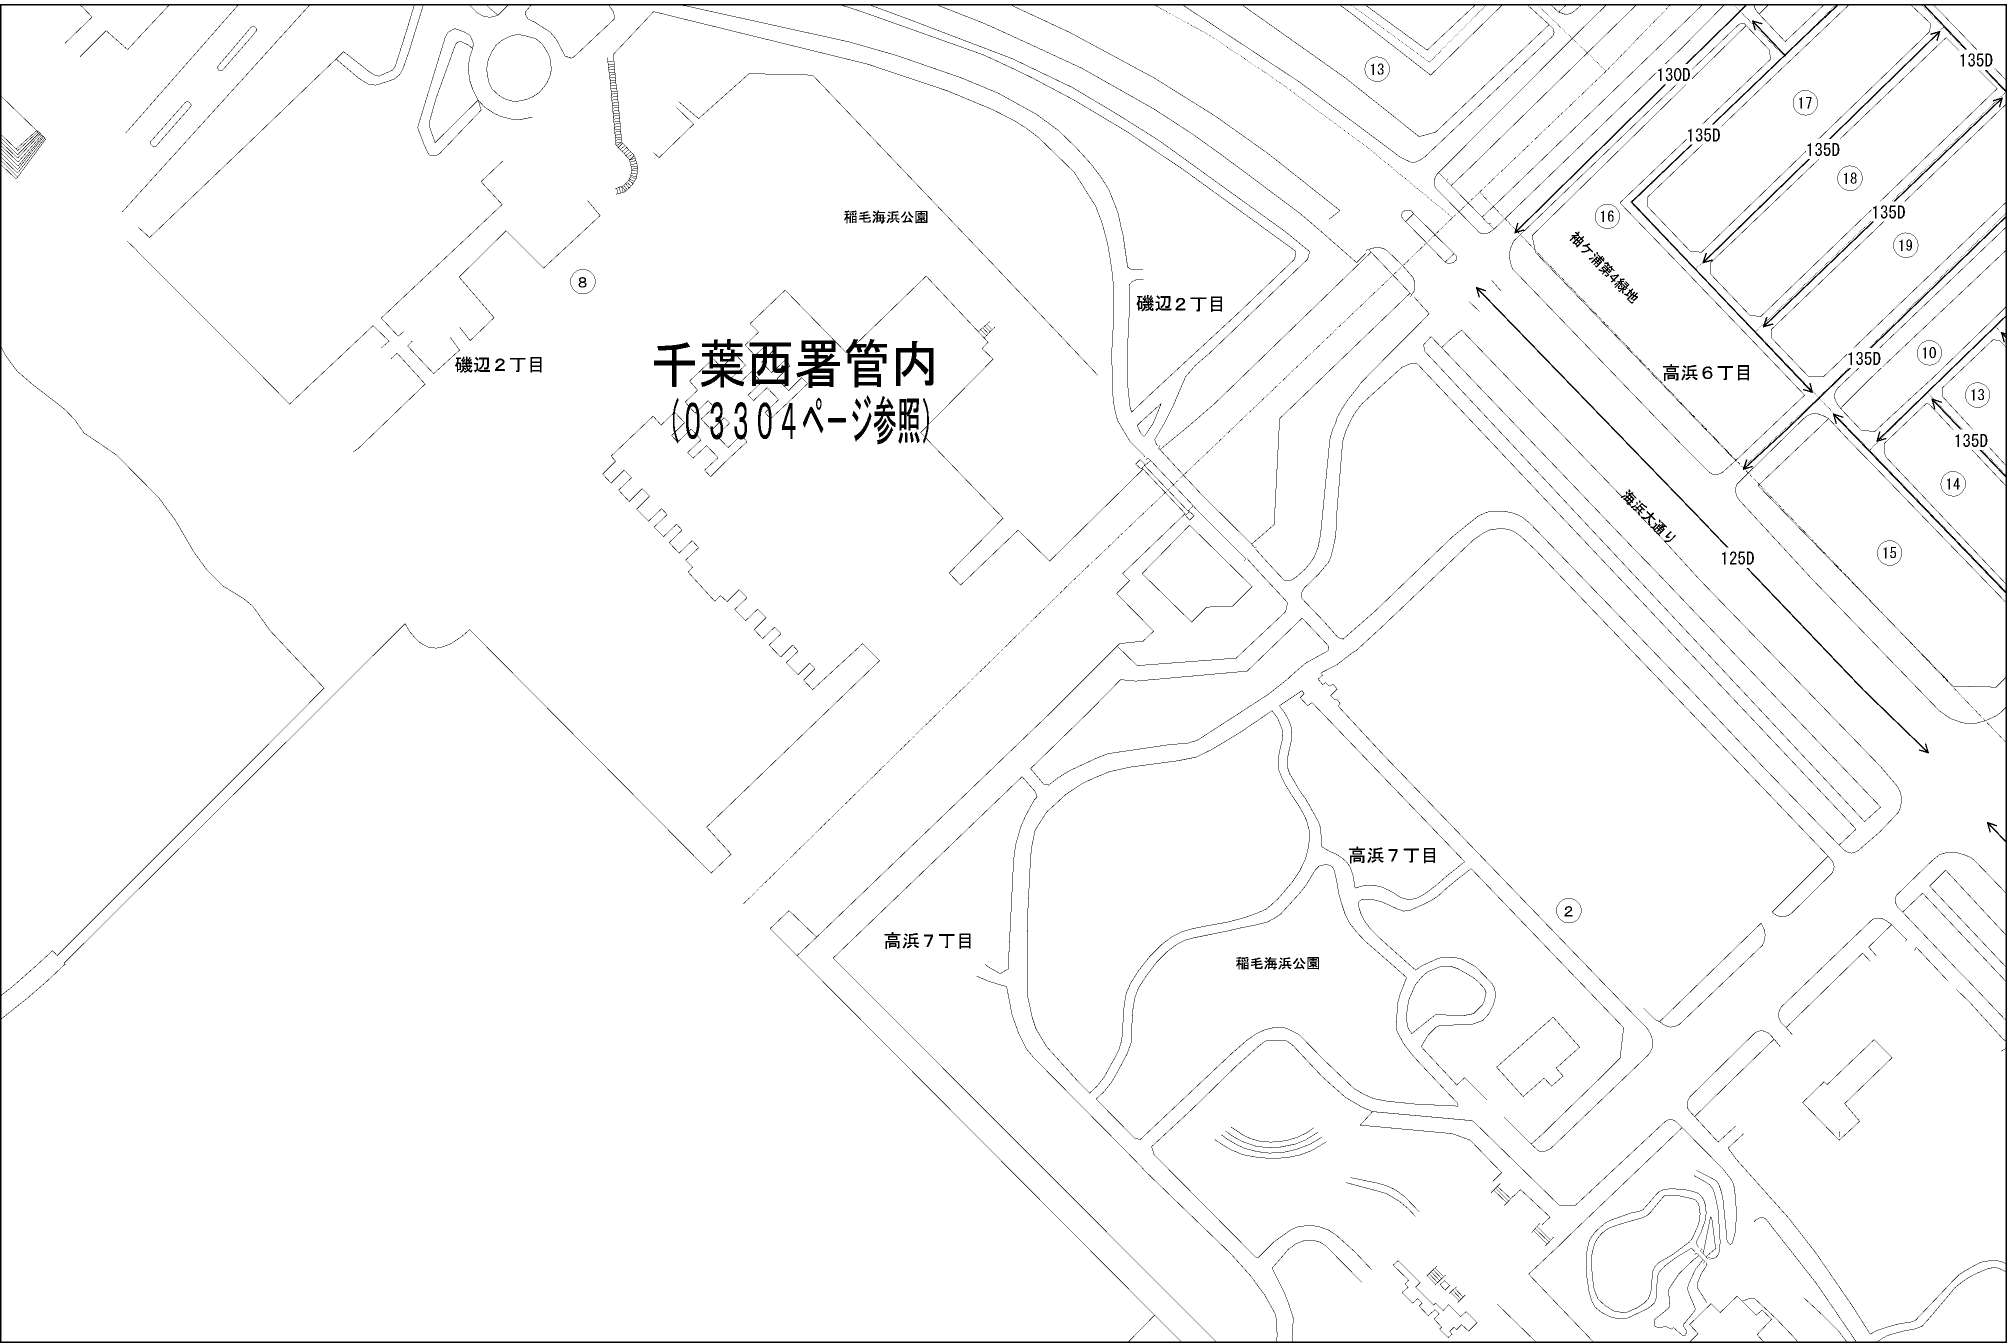 135D
13
130D
17
135D
135D
18
稲毛海浜公園
16
135D
19
袖ケ浦第4緑地
8
磯辺２丁目
千葉西署管内
磯辺２丁目
135D
10
高浜６丁目
13
（０３３０４ページ参照）
135D
14
海浜大通り
125D
15
高浜７丁目
2
高浜７丁目
稲毛海浜公園